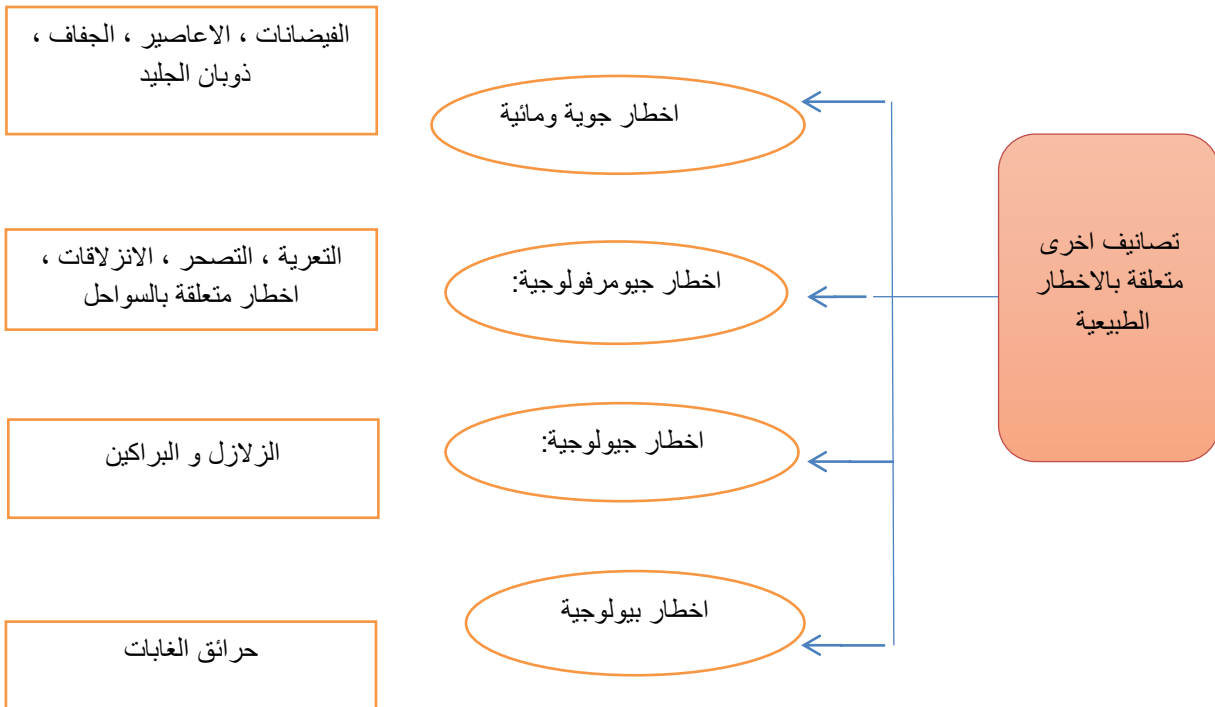 تصانيف اخرى
متعلقة بالاخطار
الطبيعية
اخطار جوية ومائية
الفيضانات ، الاعاصير ، الجفاف ،
ذوبان الجليد
اخطار جيومرفولوجية:
التعرية ، التصحر ، الانزلاقات ،
اخطار متعلقة بالسواحل
اخطار جيولوجية:
الزلازل و البراكين
اخطار بيولوجية
حرائق الغابات